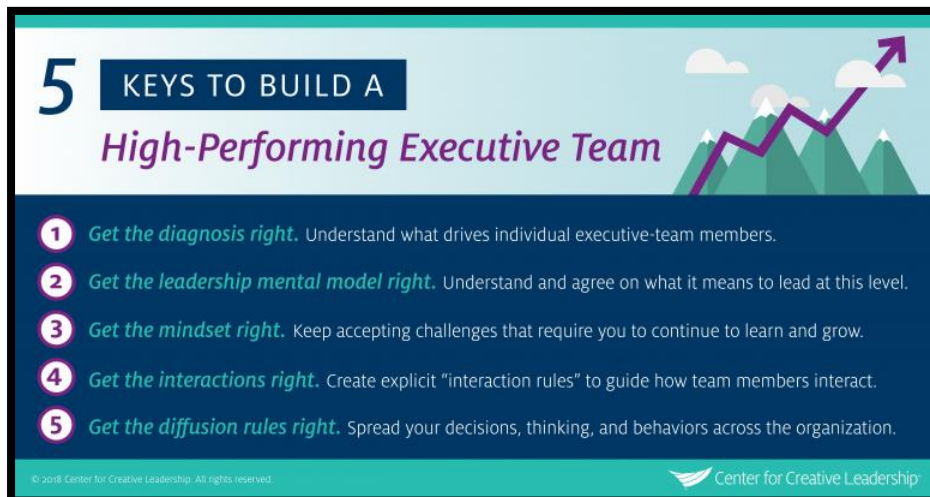 5 KEYS TO BUILD A
High-Performing Executive Team
1 Get the diagnosis right. Understand what drives individual executive-team members.
2 Get the leadership mental model right. Understand and agree on what it means to lead at this level.
3 Get the mindset right. Keep accepting challenges that require you to continue to learn and grow.
4 Get the interactions right. Create explicit “interaction rules” to guide how team members interact.
5 Get the diffusion rules right. Spread your decisions, thinking, and behaviors across the organization.
© 2018 Center for Creative Leadership. All rights reserved.
Center for Creative Leadership